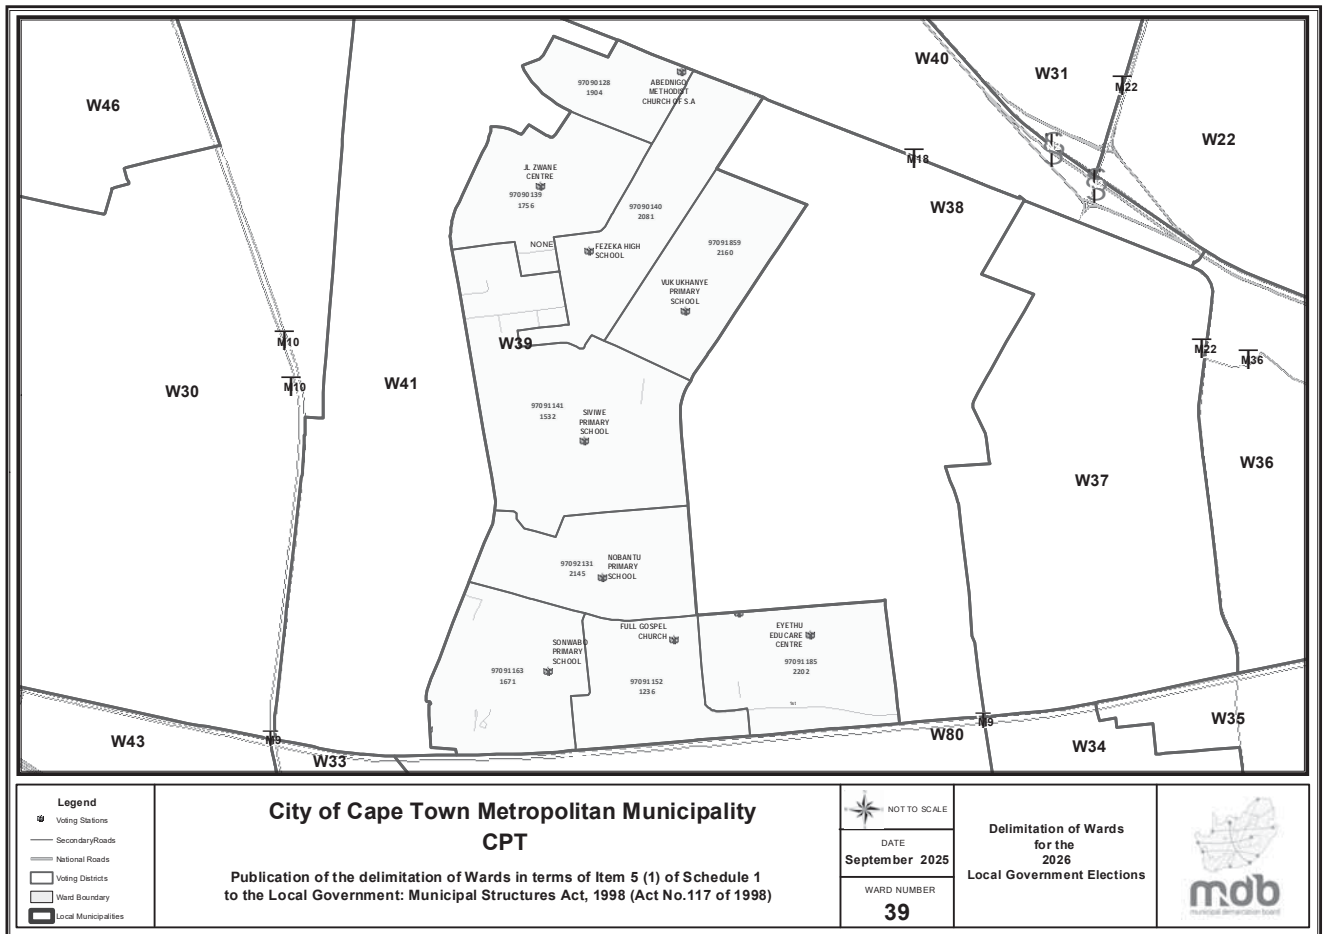 W46
W30
W43
M10
M10
M9
W33
W41
97090128
1904
ABEDNIGO
METHODIST
CHURCH OF S.A
JL ZWANE
CENTRE
97090139
1756
97090140
2081
NONE
FEZEKA HIGH
SCHOOL
97091859
2160
VUKUKHANYE
PRIMARY
SCHOOL
W39
97091141
1532
SIVIWE
PRIMARY
SCHOOL
97092131
2145
NOBANTU
PRIMARY
SCHOOL
SONWABO
PRIMARY
SCHOOL
97091163
1671
FULL GOSPEL
CHURCH
97091152
1236
EYETHU
EDUCARE
CENTRE
97091185
2202
W40
W31
M22
W22
M18
W38
M22
M36
W36
W37
M9
W80
W34
W35
Legend
Voting Stations
SecondaryRoads
National Roads
Voting Districts
Ward Boundary
Local Municipalities
City of Cape Town Metropolitan Municipality
CPT
Publication of the delimitation of Wards in terms of Item 5 (1) of Schedule 1
to the Local Government: Municipal Structures Act, 1998 (Act No.117 of 1998)
NOT TO SCALE
DATE
September 2025
WARD NUMBER
39
Delimitation of Wards
for the
2026
Local Government Elections
mdb
municipal demarcation board